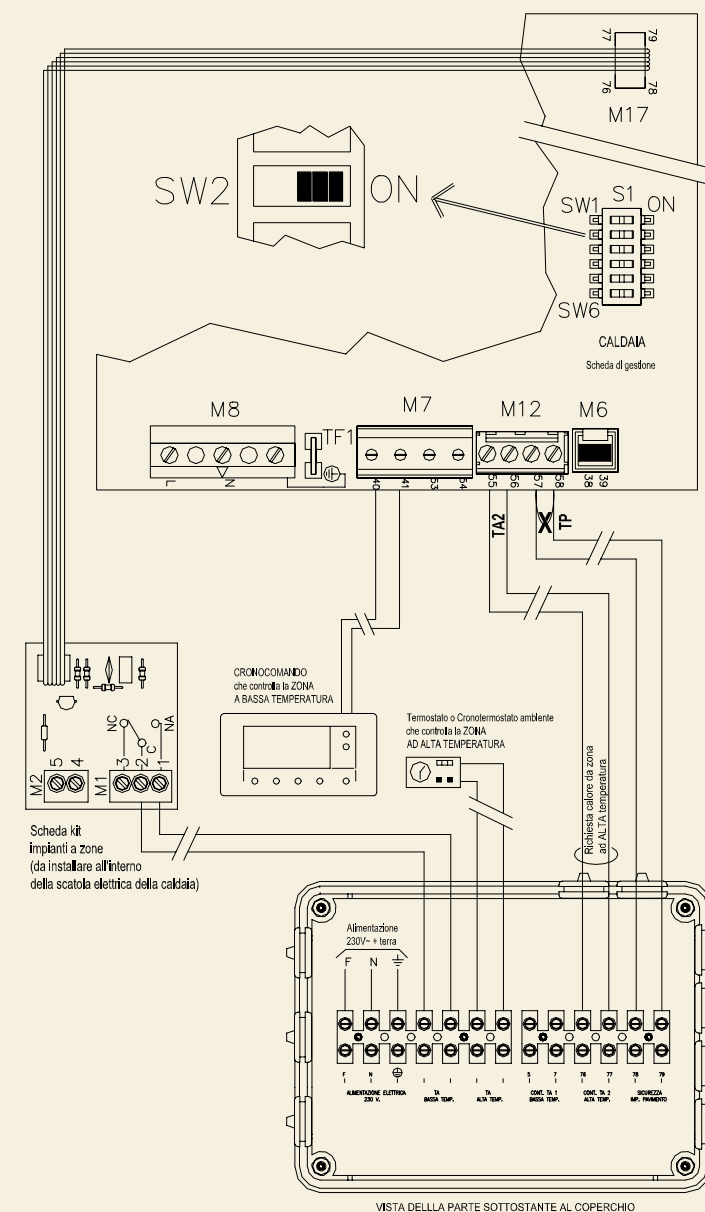 77 79
76 78
M17
SW2 ON
SW1 S1 ON
SW6
CALDAIA
Scheda di gestione
M8 M7 M12 M6
TF1
L N 40 41 53 54 55 56 57 58 38 39
TA2 X TP
CRONOCOMANDO
che controlla la ZONA
A BASSA TEMPERATURA
Termostato o Cronotermostato ambiente
che controlla la ZONA
AD ALTA TEMPERATURA
Richiesta calore da zona
ad ALTA temperatura
NC C NA
M2 5 4 M1 3 2 1
Scheda kit
impianti a zone
(da installare all'interno
della scatola elettrica della caldaia)
Alimentazione
230V~ + terra
F N
F N 5 7 76 77 78 79
ALIMENTAZIONE ELETTRICA
230 V.
TA
BASSA TEMP.
TA
ALTA TEMP.
CONT. TA 1
BASSA TEMP.
CONT. TA 2
ALTA TEMP.
SICUREZZA
IMP. PAVIMENTO
VISTA DELLLA PARTE SOTTOSTANTE AL COPERCHIO